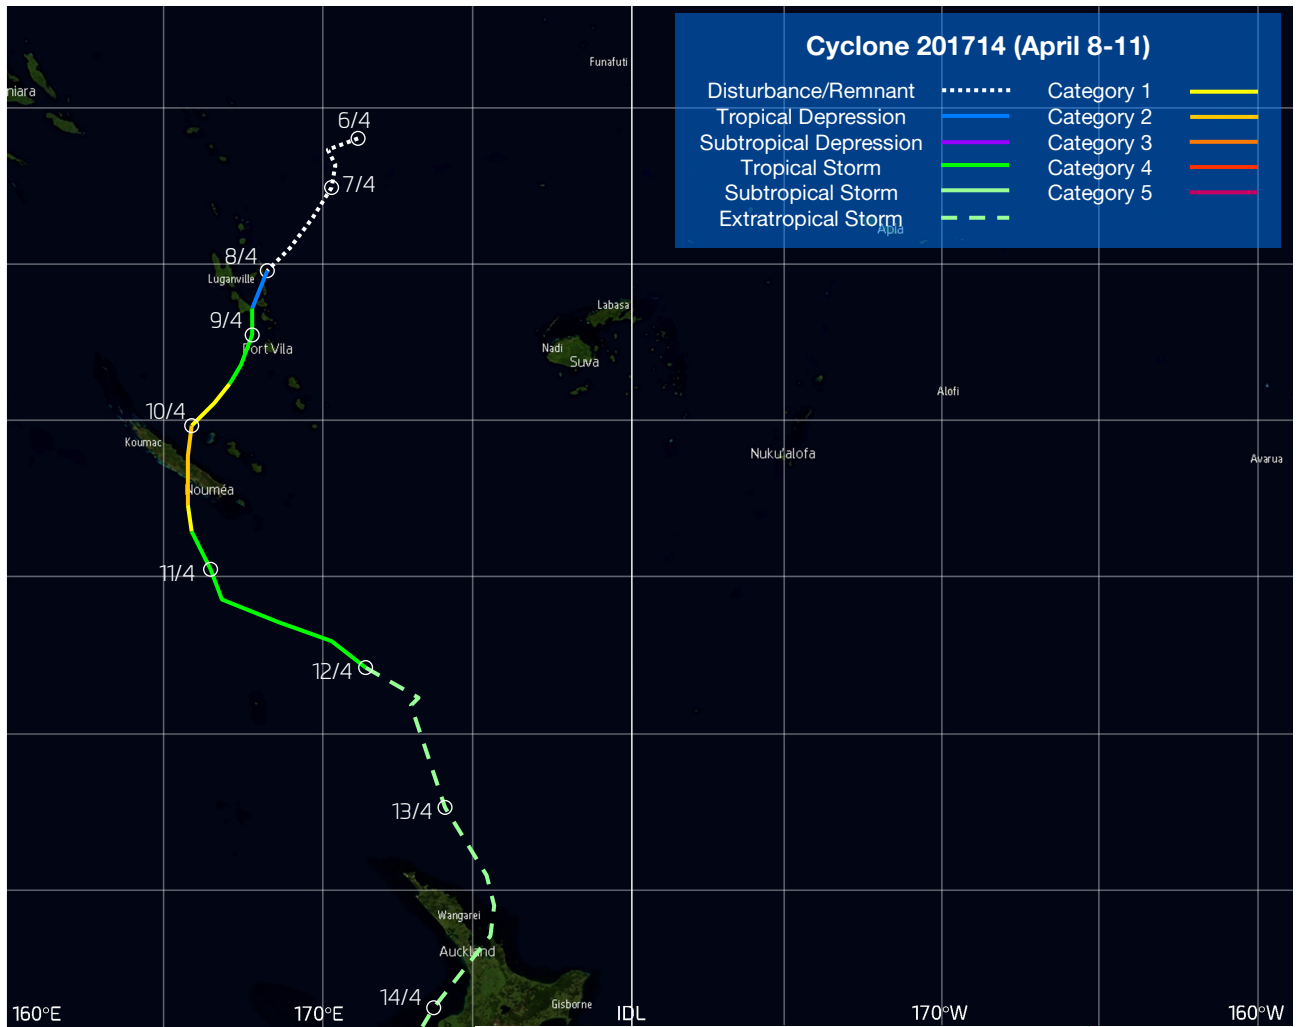 Cyclone 201714 (April 8-11)
Disturbance/Remnant
Category 1
Tropical Depression
Category 2
Subtropical Depression
Category 3
Tropical Storm
Category 4
Subtropical Storm
Category 5
Extratropical Storm
Apia
Funafuti
niara
6/4
7/4
8/4
Luganville
9/4
Port Vila
Labasa
Nadi
Suva
Alofi
10/4
Koumac
Nouméa
Nuku'alofa
Avarua
11/4
12/4
13/4
Wangarei
Auckland
14/4
Gisborne
160°E
170°E
IDL
170°W
160°W